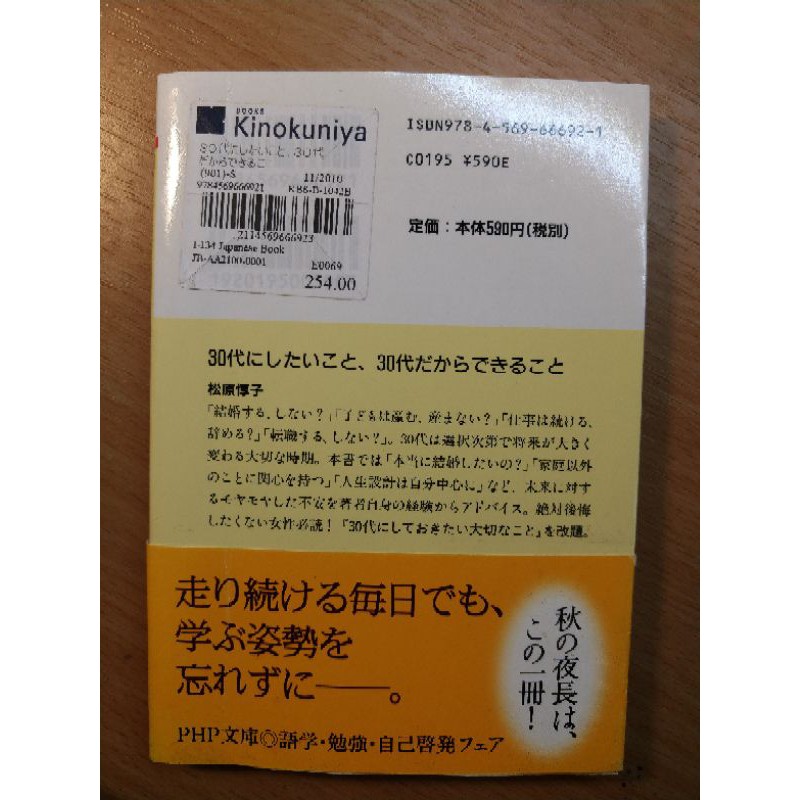 BOOKS
Kinokuniya
30代にしたいこと、30代
だからできるこ
(901)-S 11/2010
9784569666921 KBS-B-1042B
2114569666923
1-134 Japanese Book
JB-AA2100-0001 E0069
254.00
ISBN978-4-569-66692-1
C0195 ¥590E
定価：本体590円(税別)
30代にしたいこと、30代だからできること
松原惇子
「結婚する、しない？」「子どもは産む、産まない？」「仕事は続ける、
辞める？」「転職する、しない？」。30代は選択次第で将来が大きく
変わる大切な時期。本書では「本当に結婚したいの？」「家庭以外
のことに関心を持つ」「人生設計は自分中心に」など、未来に対す
るモヤモヤした不安を著者自身の経験からアドバイス。絶対後悔
したくない女性必読！『30代にしておきたい大切なこと』を改題。
走り続ける毎日でも、
学ぶ姿勢を
忘れずに——。
秋の夜長は、
この一冊！
PHP文庫◎語学・勉強・自己啓発フェア